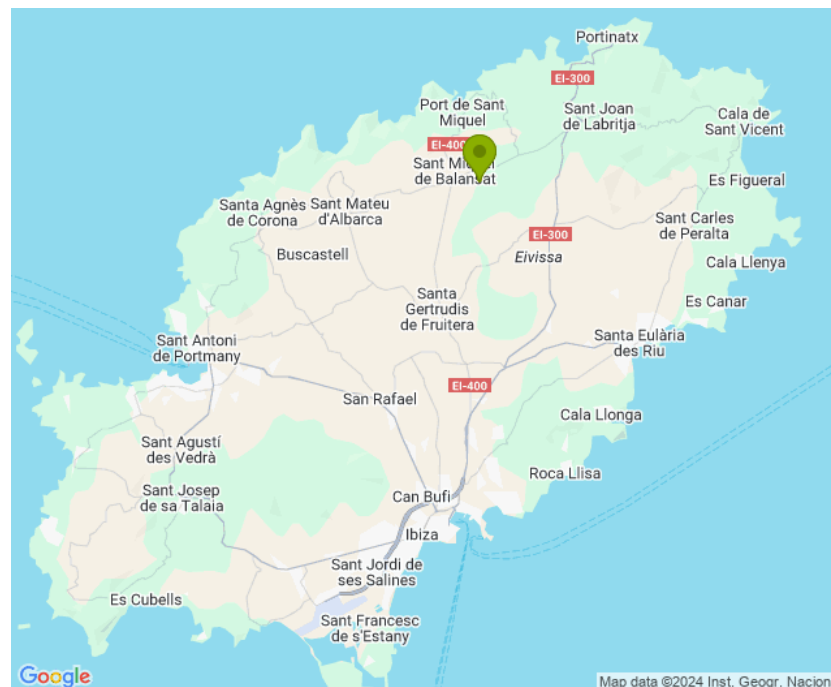 Portinatx
EI-300
Port de Sant
Miquel
Sant Joan
de Labritja
Cala de
Sant Vicent
EI-400
de Balansat
Es Figueral
Santa Agnès
de Corona
Sant Mateu
d'Albarca
Sant Carles
de Peralta
EI-300
Buscastell
Eivissa
Cala Llenya
Santa
Gertrudis
de Fruitera
Es Canar
Sant Antoni
de Portmany
Santa Eulària
des Riu
EI-400
San Rafael
Cala Llonga
Sant Agustí
des Vedrà
Roca Llisa
Sant Josep
de sa Talaia
Can Bufi
Ibiza
Sant Jordi de
ses Salines
Es Cubells
Sant Francesc
de s'Estany
Google
Map data ©2024 Inst. Geogr. Nacion